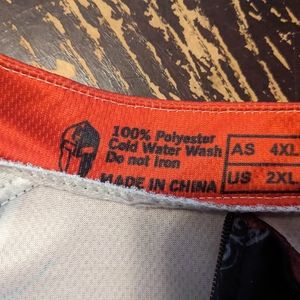 100% Polyester
Cold Water Wash
Do not Iron
MADE IN CHINA
AS 4XL
US 2XL